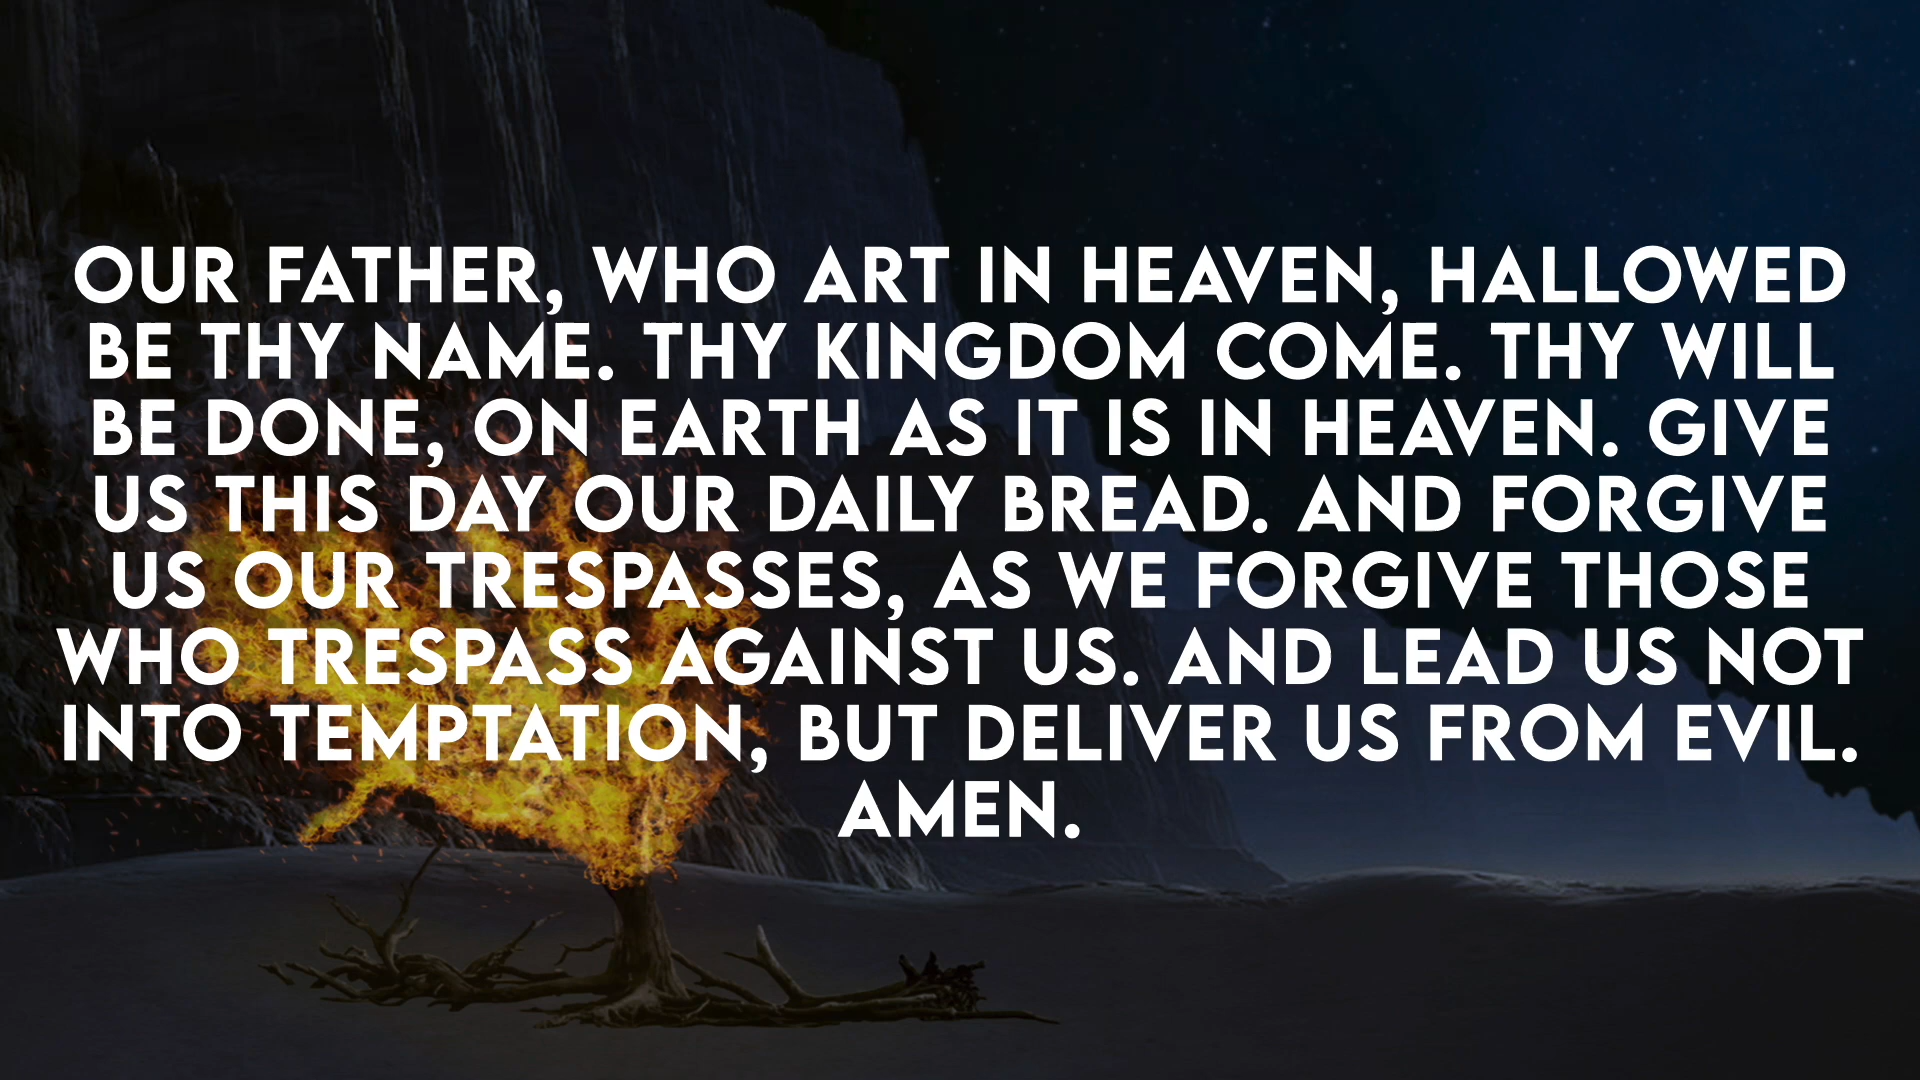 OUR FATHER, WHO ART IN HEAVEN, HALLOWED
BE THY NAME. THY KINGDOM COME. THY WILL
BE DONE, ON EARTH AS IT IS IN HEAVEN. GIVE
US THIS DAY OUR DAILY BREAD. AND FORGIVE
US OUR TRESPASSES, AS WE FORGIVE THOSE
WHO TRESPASS AGAINST US. AND LEAD US NOT
INTO TEMPTATION, BUT DELIVER US FROM EVIL.
AMEN.